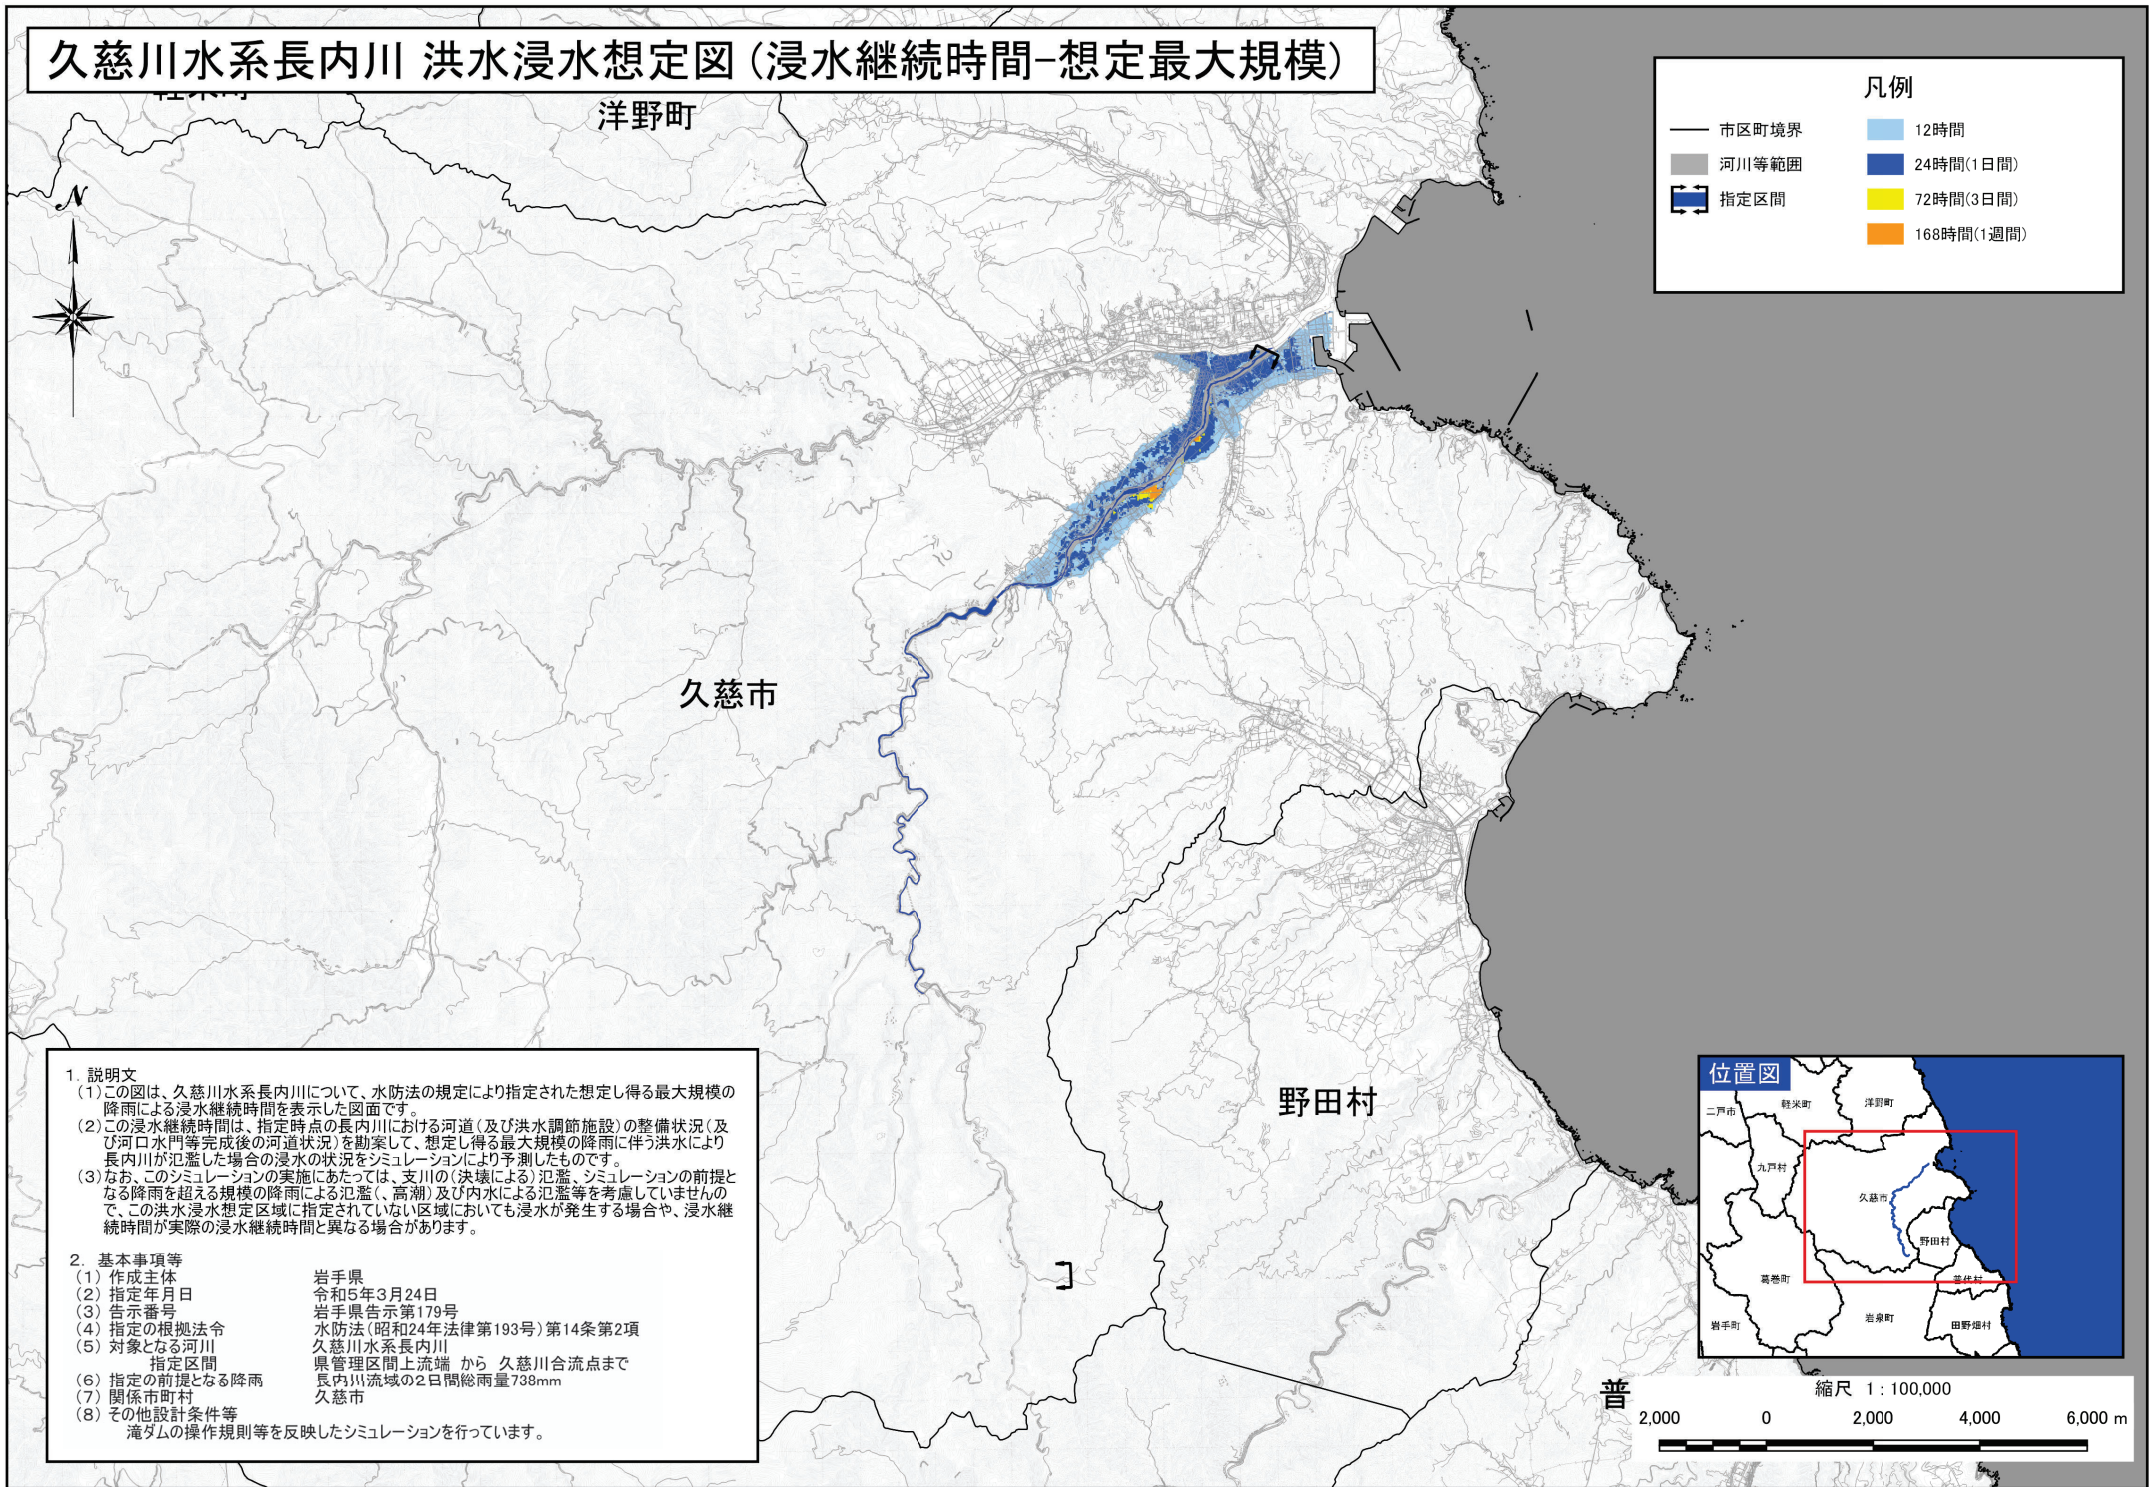 久慈川水系長内川 洪水浸水想定図（浸水継続時間-想定最大規模）
洋野町
凡例
市区町境界
河川等範囲
指定区間
12時間
24時間(1日間)
72時間(3日間)
168時間(1週間)
N
久慈市
野田村
普
1. 説明文
(1)この図は、久慈川水系長内川について、水防法の規定により指定された想定し得る最大規模の
降雨による浸水継続時間を表示した図面です。
(2)この浸水継続時間は、指定時点の長内川における河道(及び洪水調節施設)の整備状況(及
び河口水門等完成後の河道状況)を勘案して、想定し得る最大規模の降雨に伴う洪水により
長内川が氾濫した場合の浸水の状況をシミュレーションにより予測したものです。
(3)なお、このシミュレーションの実施にあたっては、支川の(決壊による)氾濫、シミュレーションの前提と
なる降雨を超える規模の降雨による氾濫(、高潮)及び内水による氾濫等を考慮していませんの
で、この洪水浸水想定区域に指定されていない区域においても浸水が発生する場合や、浸水継
続時間が実際の浸水継続時間と異なる場合があります。
2. 基本事項等
(1) 作成主体 岩手県
(2) 指定年月日 令和5年3月24日
(3) 告示番号 岩手県告示第179号
(4) 指定の根拠法令 水防法(昭和24年法律第193号)第14条第2項
(5) 対象となる河川 久慈川水系長内川
指定区間 県管理区間上流端 から 久慈川合流点まで
(6) 指定の前提となる降雨 長内川流域の2日間総雨量738mm
(7) 関係市町村 久慈市
(8) その他設計条件等
滝ダムの操作規則等を反映したシミュレーションを行っています。
位置図
二戸市
軽米町
洋野町
九戸村
久慈市
野田村
葛巻町
普代村
岩手町
岩泉町
田野畑村
縮尺 1:100,000
2,000 0 2,000 4,000 6,000 m